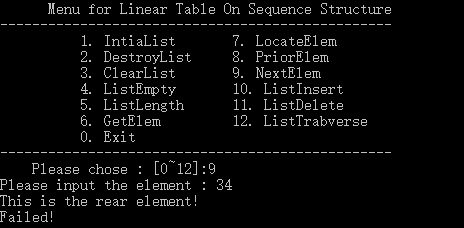 Menu for Linear Table On Sequence Structure
-------------------------------------------------
1. IntiaList 7. LocateElem
2. DestroyList 8. PriorElem
3. ClearList 9. NextElem
4. ListEmpty 10. ListInsert
5. ListLength 11. ListDelete
6. GetElem 12. ListTrabverse
0. Exit
-------------------------------------------------
Please chose : [0~12]:9
Please input the element : 34
This is the rear element!
Failed!